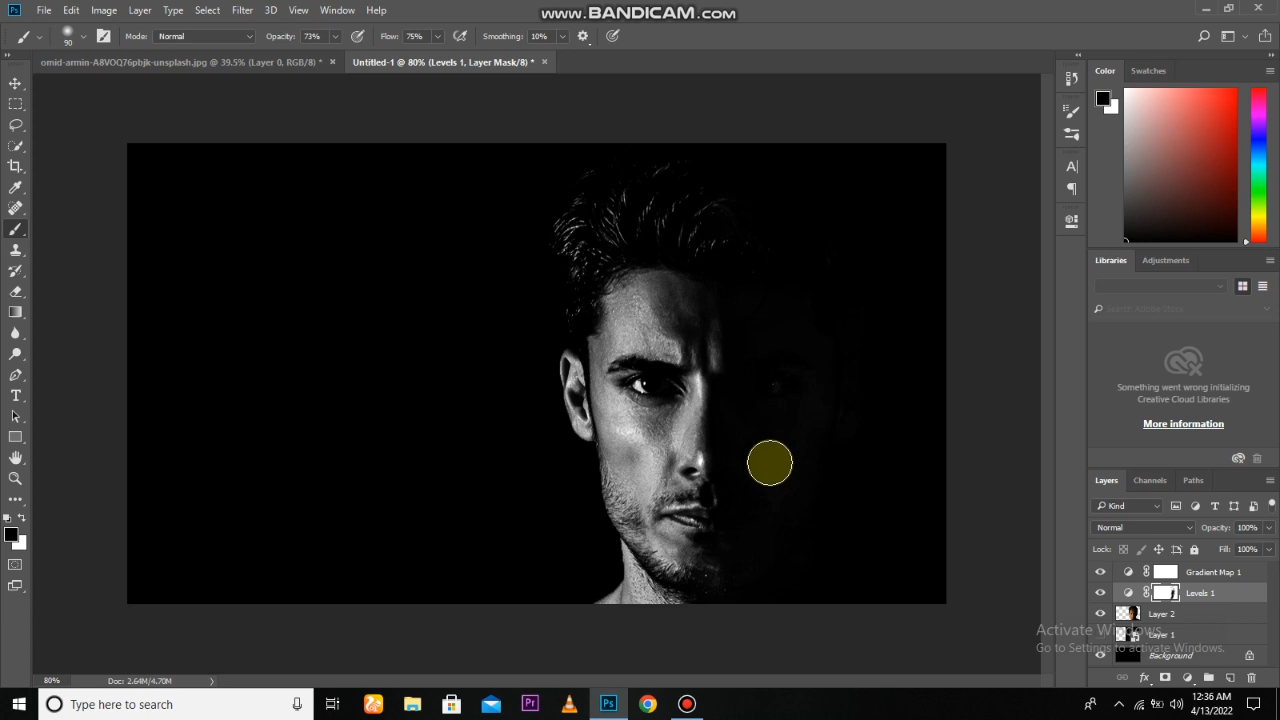 File Edit Image Layer Type Select Filter 3D View Window Help
WWW.BANDICAM.COM
90 Mode: Normal Opacity: 73% Flow: 75% Smoothing: 10%
omid-armin-A8VOQ76pbjk-unsplash.jpg @ 39.5% (Layer 0, RGB/8) *
Untitled-1 @ 80% (Levels 1, Layer Mask/8) *
Color Swatches
Libraries Adjustments
Search Adobe Stock
Something went wrong initializing
Creative Cloud Libraries
More information
Layers Channels Paths
Kind
Normal Opacity: 100%
Lock: Fill: 100%
Gradient Map 1
Levels 1
Layer 2
Layer 1
Background
Activate Windows
Go to Settings to activate Windows.
80% Doc: 2.64M/4.70M
Type here to search
12:36 AM
4/13/2022